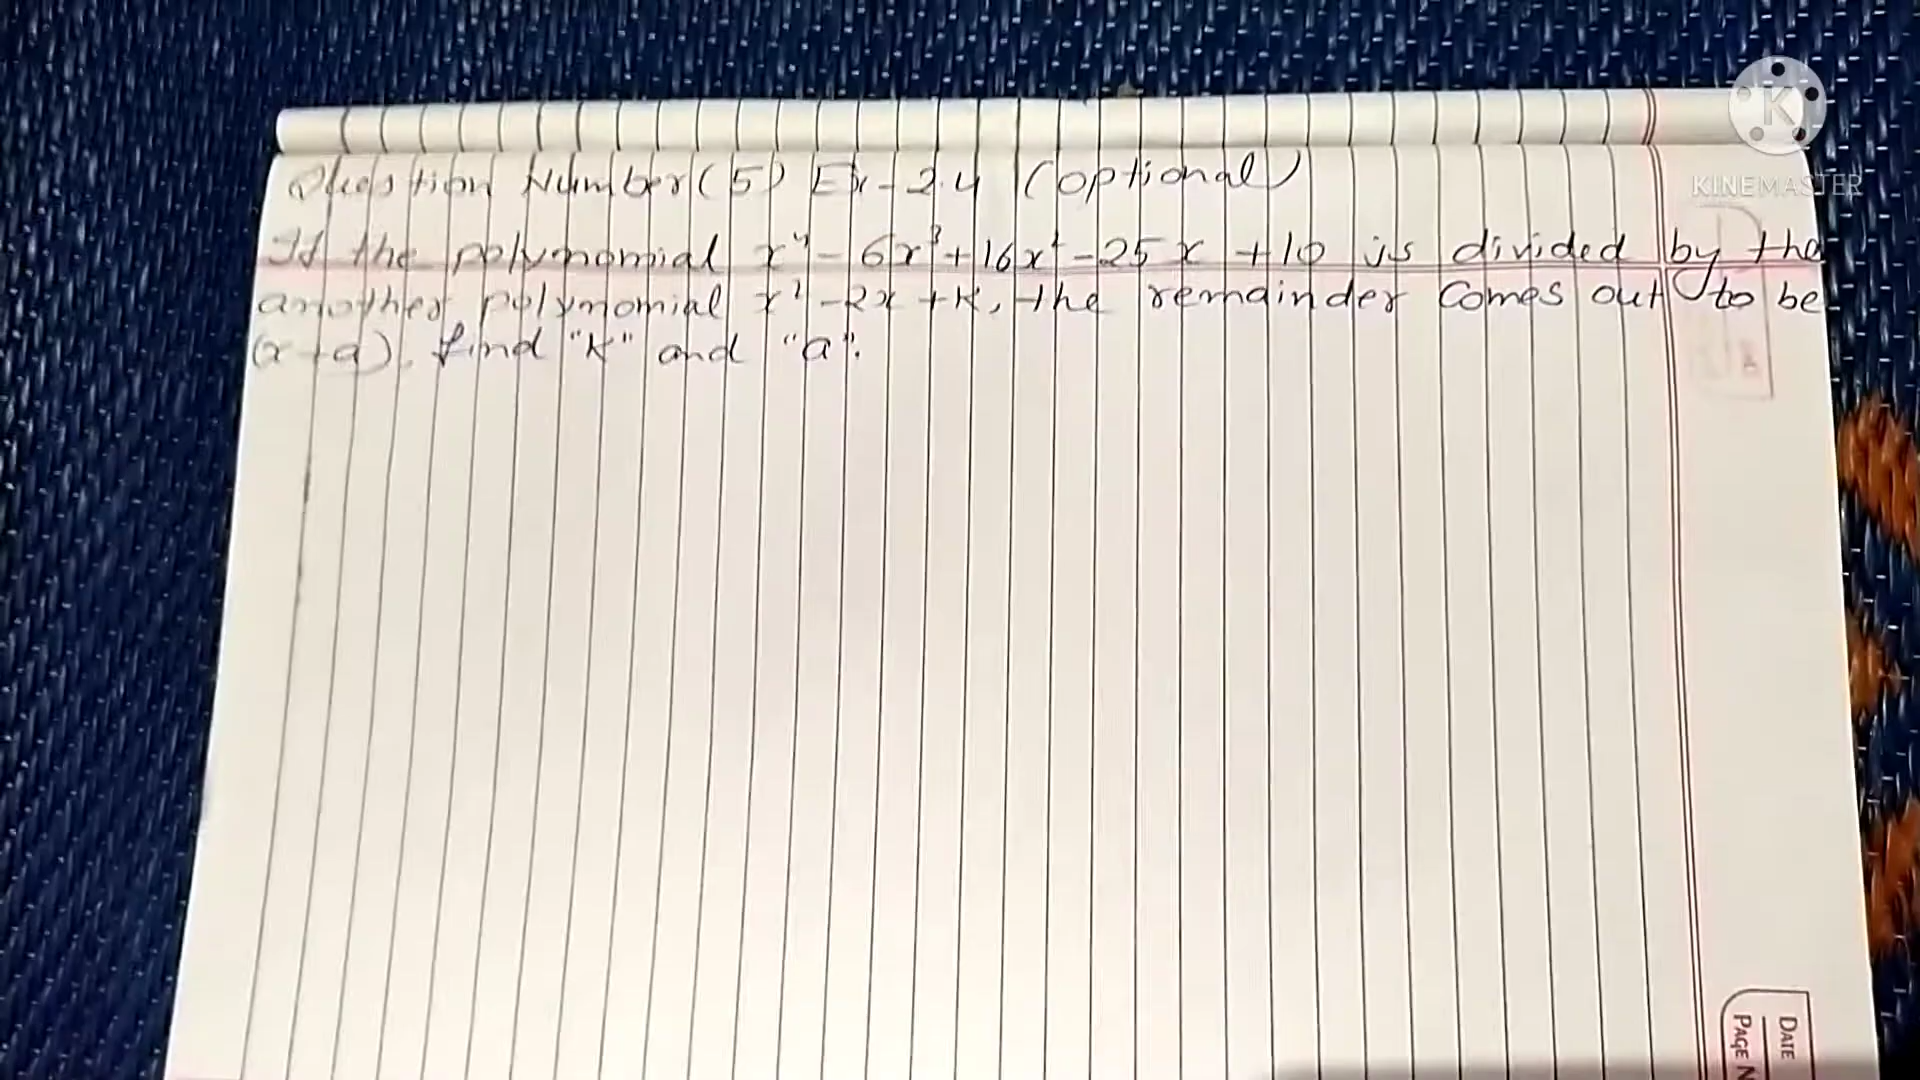 Question Number (5) Ex-2.4 (optional)
If the polynomial x⁴ - 6x³ + 16x² - 25x + 10 is divided by the
another polynomial x² - 2x + K, the remainder comes out to be
(x + a). find "K" and "a".
K
KINEMASTER
DATE
PAGE N